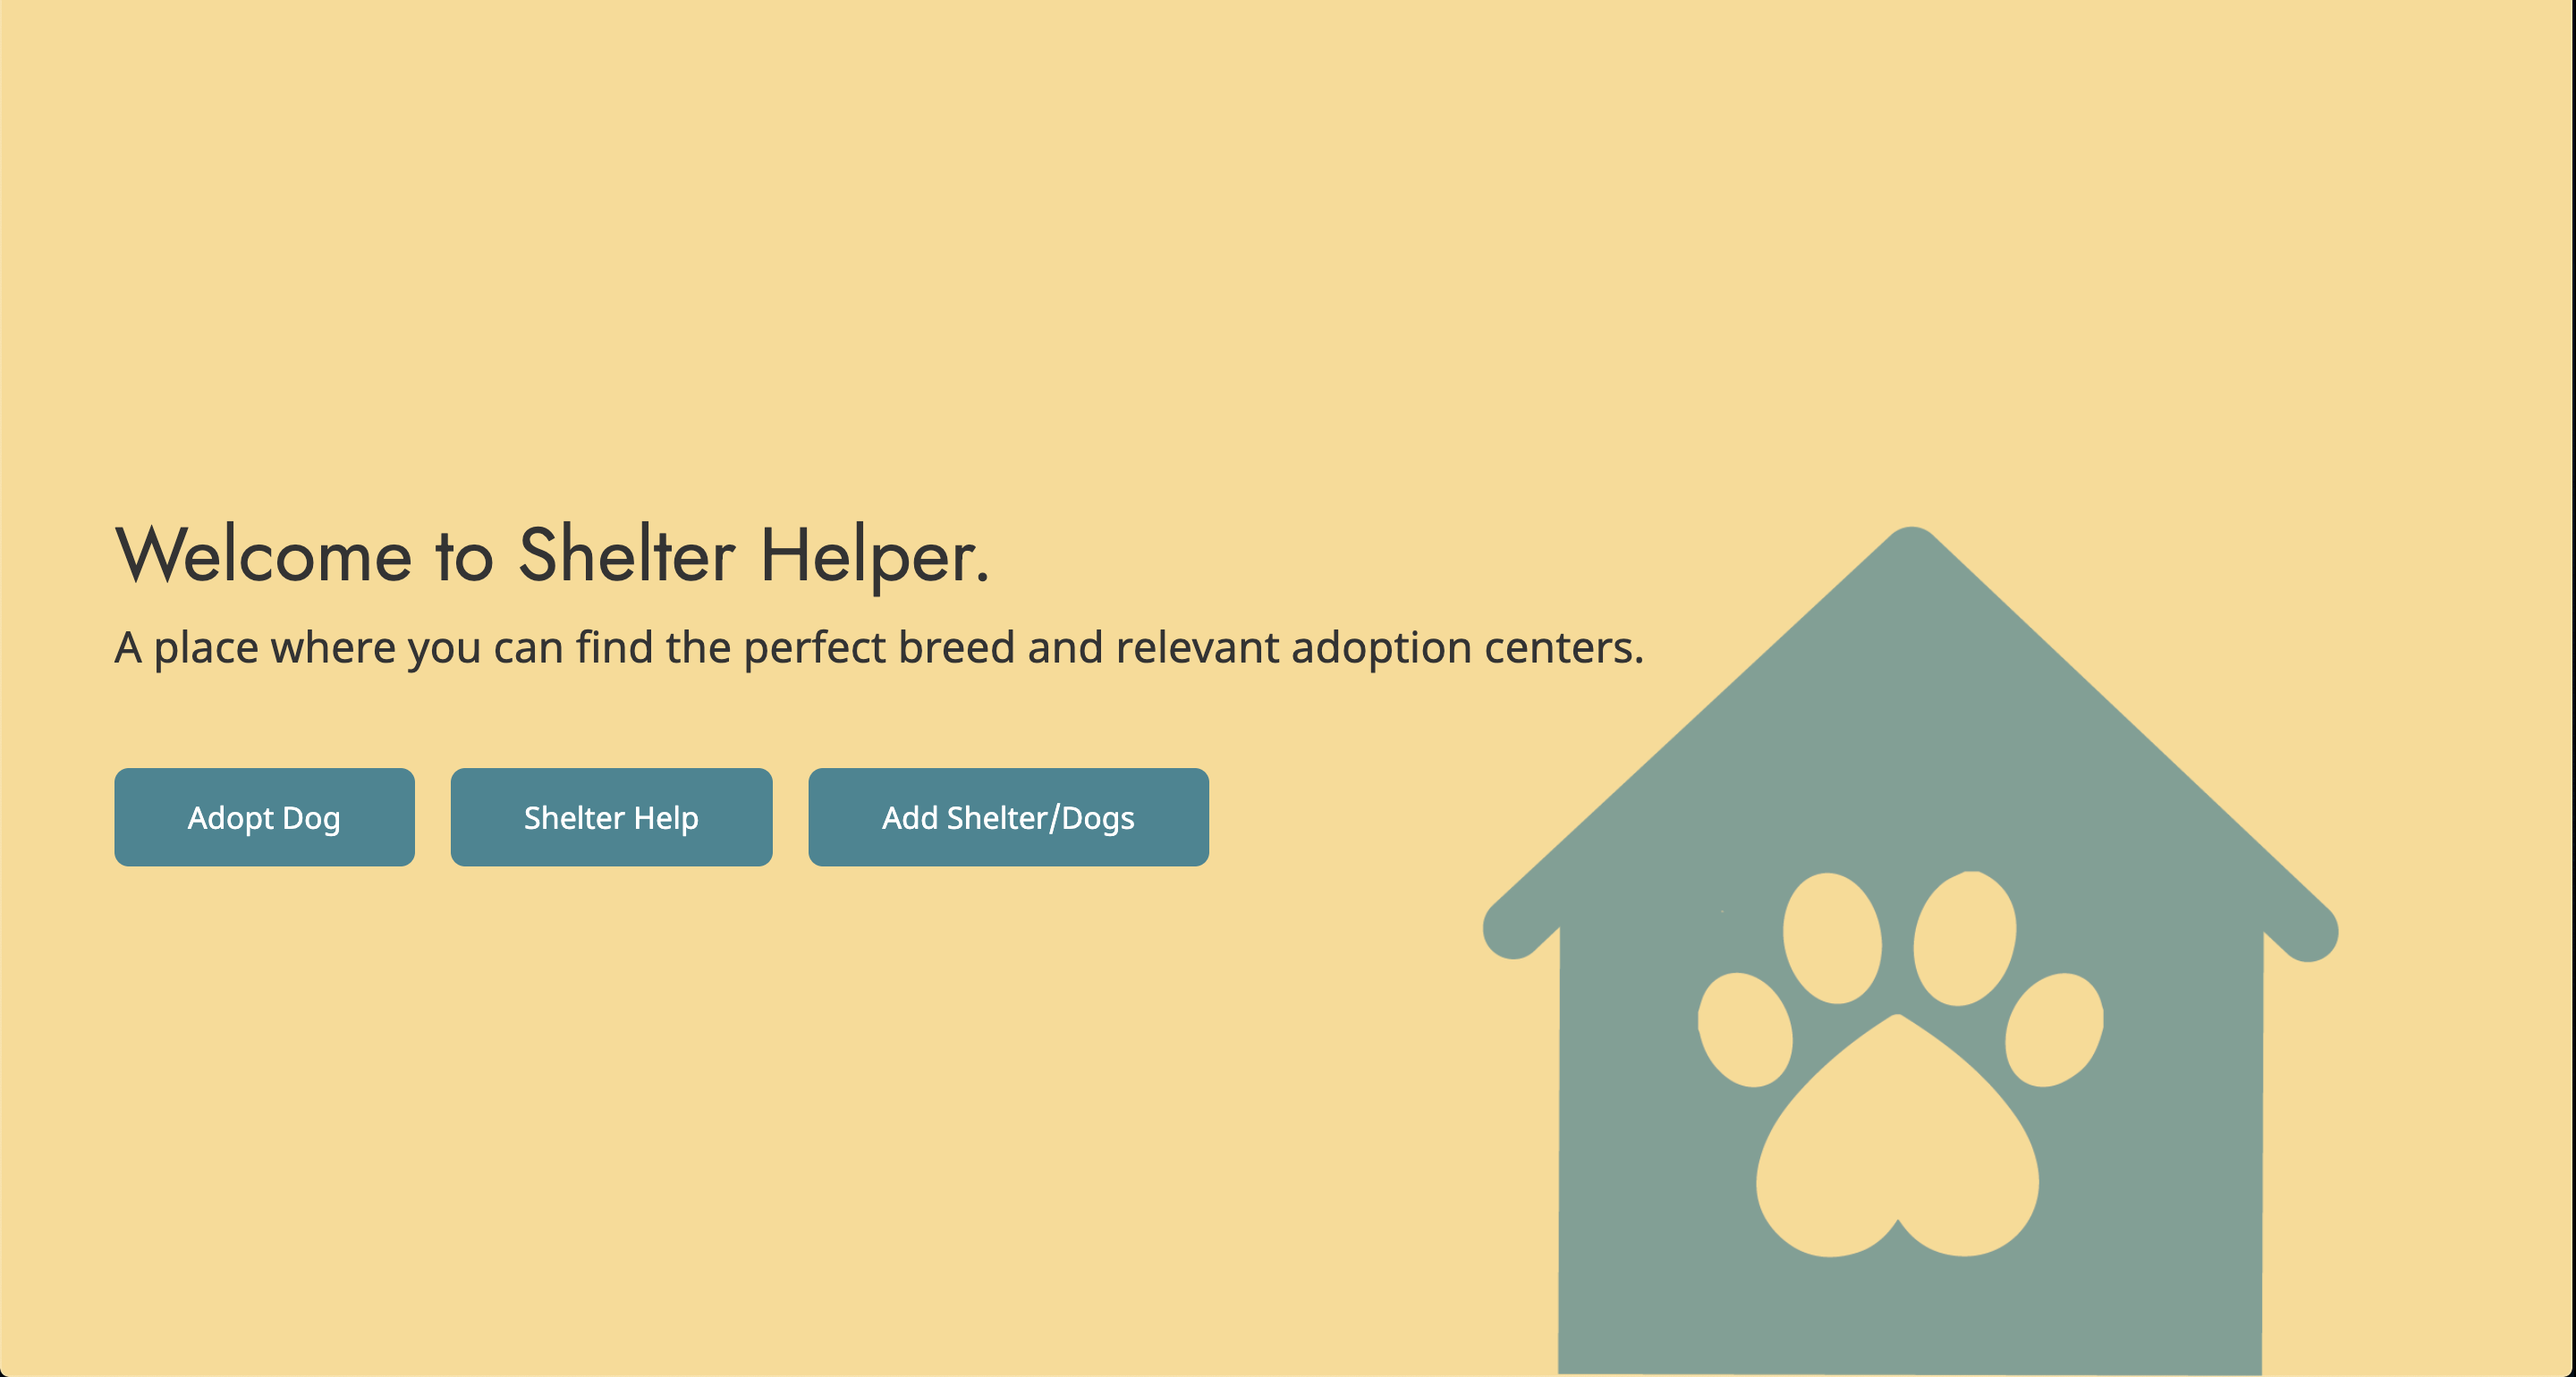 Welcome to Shelter Helper.
A place where you can find the perfect breed and relevant adoption centers.
Adopt Dog
Shelter Help
Add Shelter/Dogs